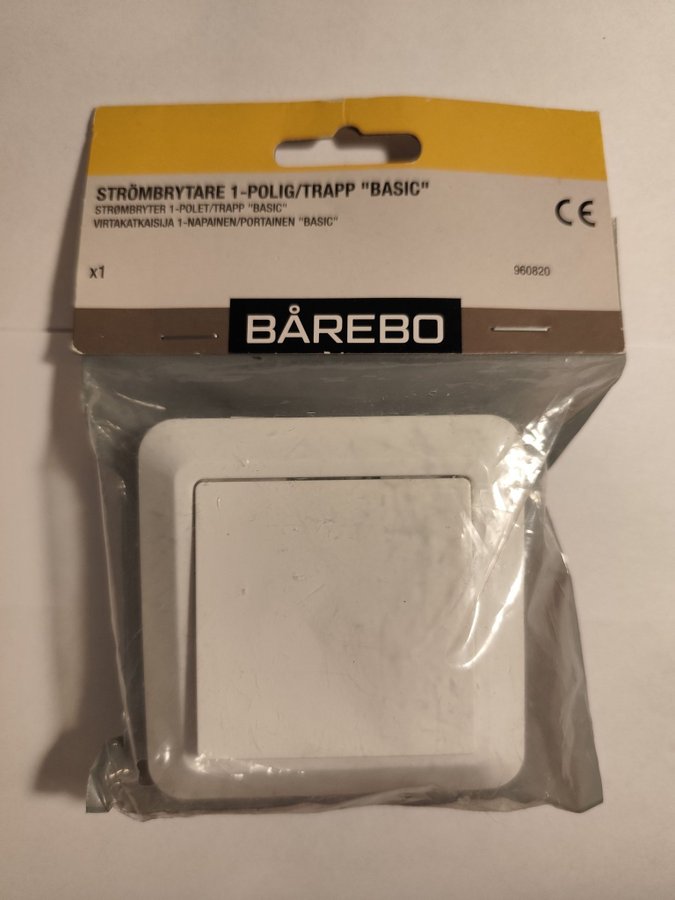 STRÖMBRYTARE 1-POLIG/TRAPP "BASIC"
STRØMBRYTER 1-POLET/TRAPP "BASIC"
VIRTAKATKAISIJA 1-NAPAINEN/PORTAINEN "BASIC"
CE
x1
960820
BÅREBO